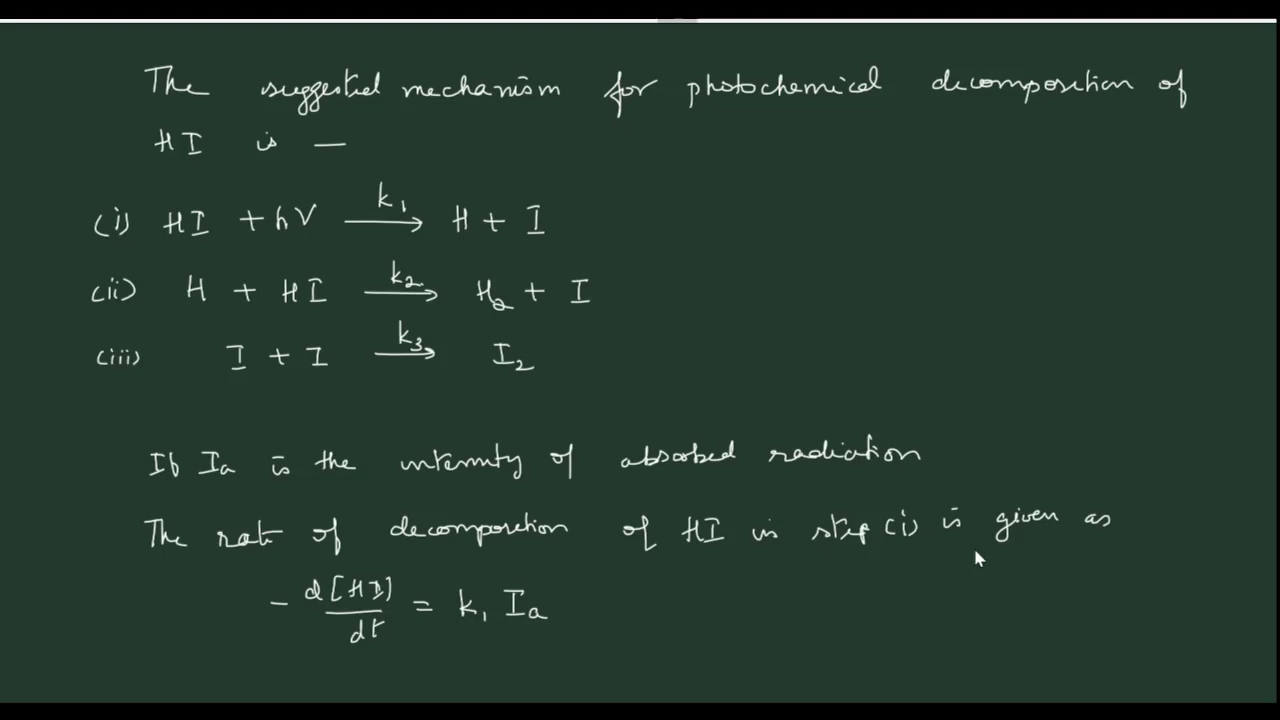 The suggested mechanism for photochemical decomposition of
HI is —
(i) HI + hν —k₁→ H + I
(ii) H + HI —k₂→ H₂ + I
(iii) I + I —k₃→ I₂
If Ia is the intensity of absorbed radiation
The rate of decomposition of HI in step (i) is given as
- d[HI]/dt = k₁ Ia